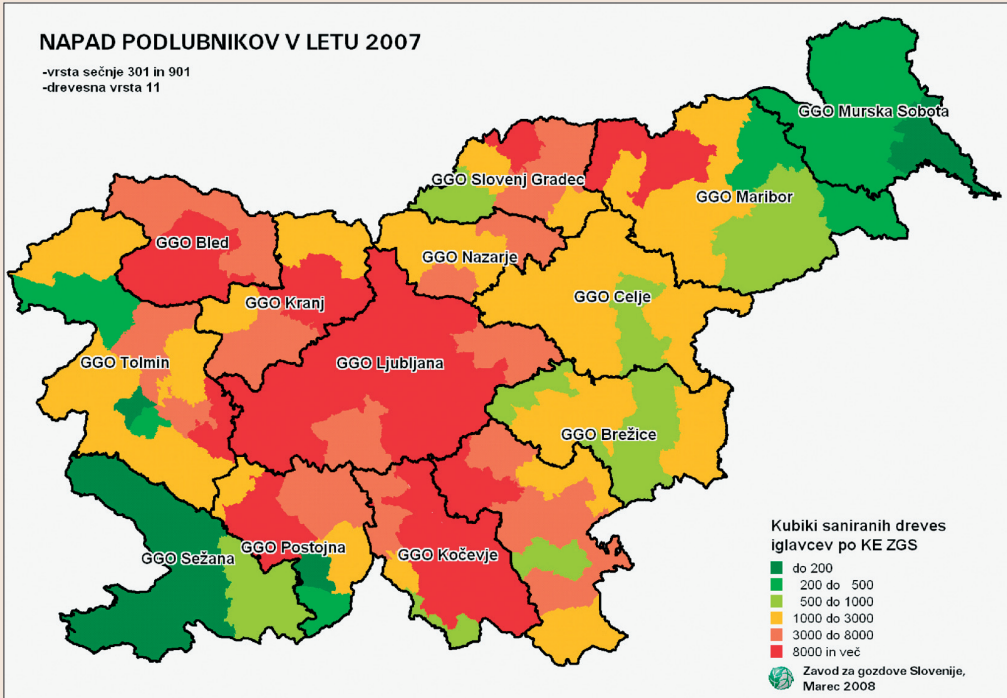 NAPAD PODLUBNIKOV V LETU 2007
-vrsta sečnje 301 in 901
-drevesna vrsta 11
GGO Murska Sobota
GGO Slovenj Gradec
GGO Maribor
GGO Bled
GGO Nazarje
GGO Kranj
GGO Celje
GGO Tolmin
GGO Ljubljana
GGO Brežice
GGO Sežana
GGO Postojna
GGO Kočevje
Kubiki saniranih dreves
iglavcev po KE ZGS
do 200
200 do 500
500 do 1000
1000 do 3000
3000 do 8000
8000 in več
Zavod za gozdove Slovenije,
Marec 2008